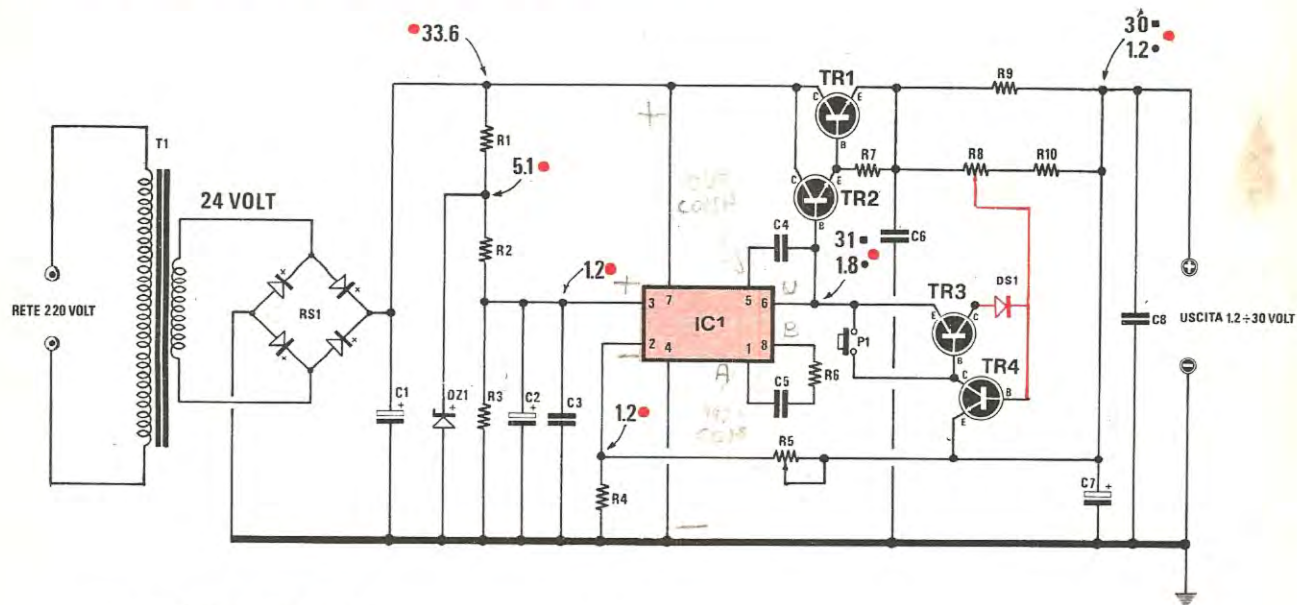 33.6
30
1.2
TR1
R9
T1
R1
5.1
R7
R8
R10
24 VOLT
TR2
C4
R2
31
1.8
C6
1.2
TR3
DS1
RETE 220 VOLT
RS1
3
7
5
6
IC1
P1
C8
USCITA 1.2÷30 VOLT
2
4
1
8
TR4
C1
DZ1
R3
C2
C3
A
C5
R6
B
1.2
R5
R4
C7
C
E
B
C
E
B
E
C
B
C
B
E